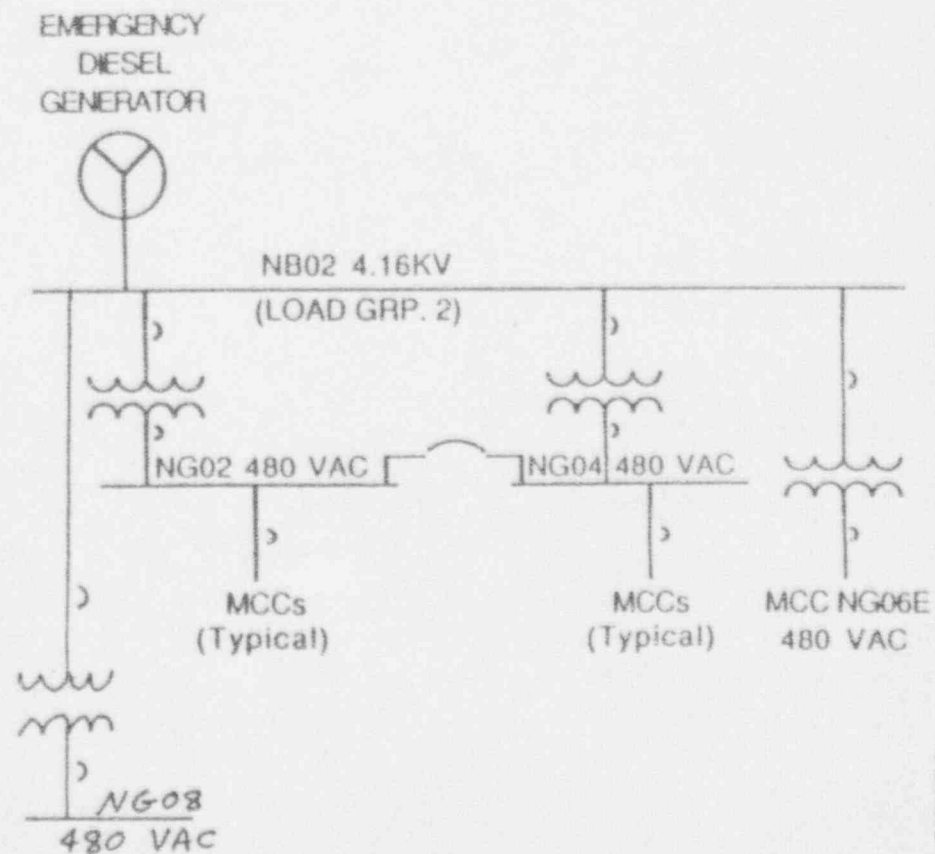 EMERGENCY
DIESEL
GENERATOR
NB02 4.16KV
(LOAD GRP. 2)
NG02 480 VAC
NG04 480 VAC
MCCs
(Typical)
MCCs
(Typical)
MCC NG06E
480 VAC
NG08
480 VAC